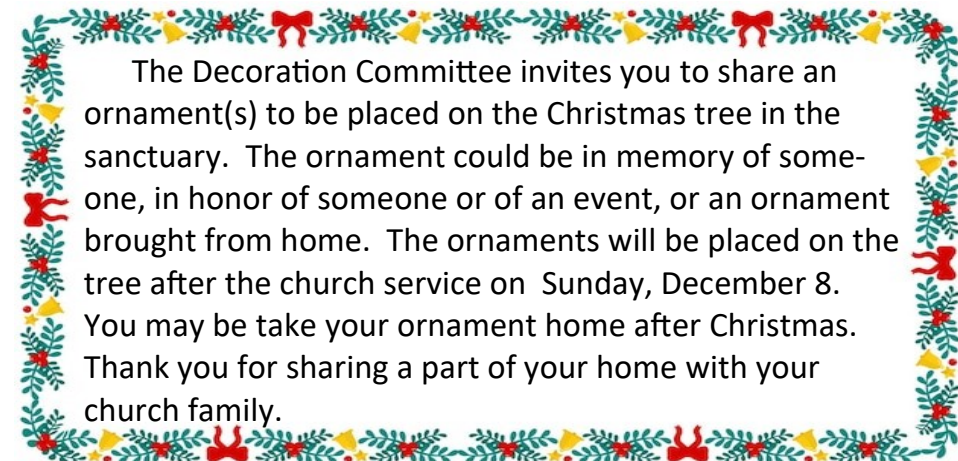 The Decoration Committee invites you to share an
ornament(s) to be placed on the Christmas tree in the
sanctuary.  The ornament could be in memory of some-
one, in honor of someone or of an event, or an ornament
brought from home.  The ornaments will be placed on the
tree after the church service on  Sunday, December 8.
You may be take your ornament home after Christmas.
Thank you for sharing a part of your home with your
church family.